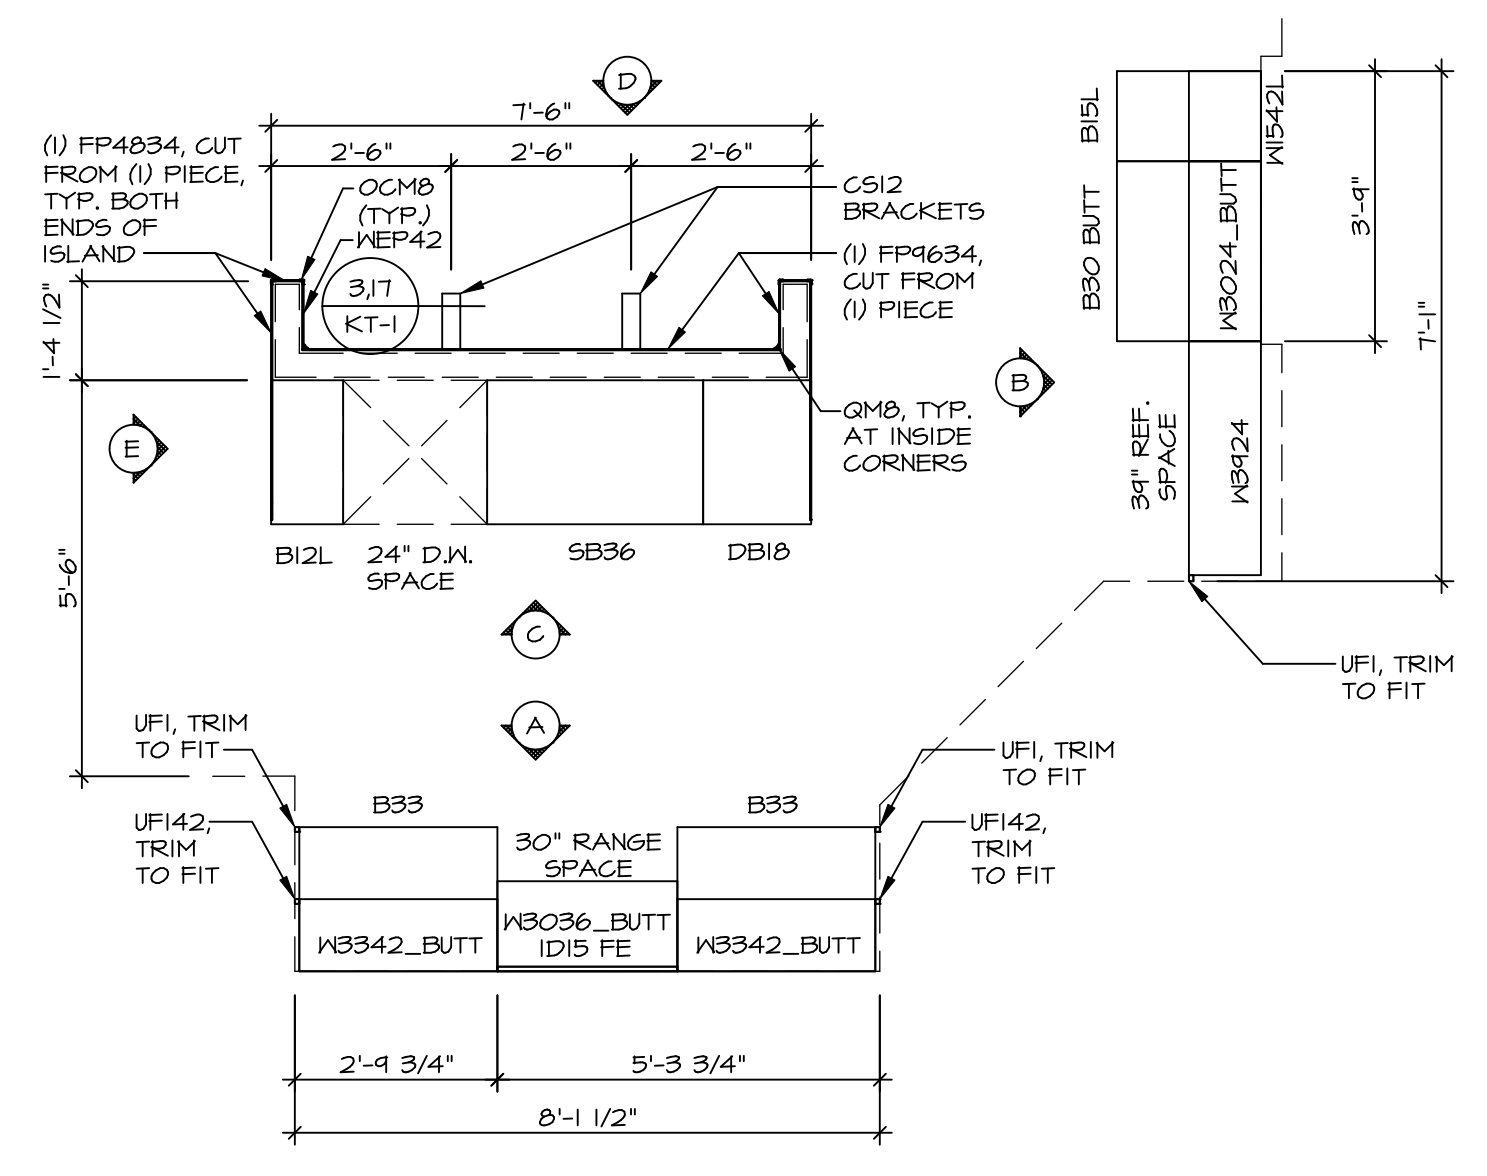 D
7'-6"
2'-6"
2'-6"
2'-6"
(1) FP4834, CUT
FROM (1) PIECE,
TYP. BOTH
ENDS OF
ISLAND
OCM8
(TYP.)
WEP42
CS12
BRACKETS
(1) FP9634,
CUT FROM
(1) PIECE
3,17
KT-1
1'-4 1/2"
QM8, TYP.
AT INSIDE
CORNERS
E
B
B12L
24" D.W.
SPACE
SB36
DB18
5'-6"
C
A
B15L
W1542L
B30 BUTT
W3024_BUTT
3'-9"
7'-1"
39" REF.
SPACE
W3924
UF1, TRIM
TO FIT
UF1, TRIM
TO FIT
UF142,
TRIM
TO FIT
B33
30" RANGE
SPACE
B33
UF1, TRIM
TO FIT
UF142,
TRIM
TO FIT
W3342_BUTT
W3036_BUTT
1D15 FE
W3342_BUTT
2'-9 3/4"
5'-3 3/4"
8'-1 1/2"